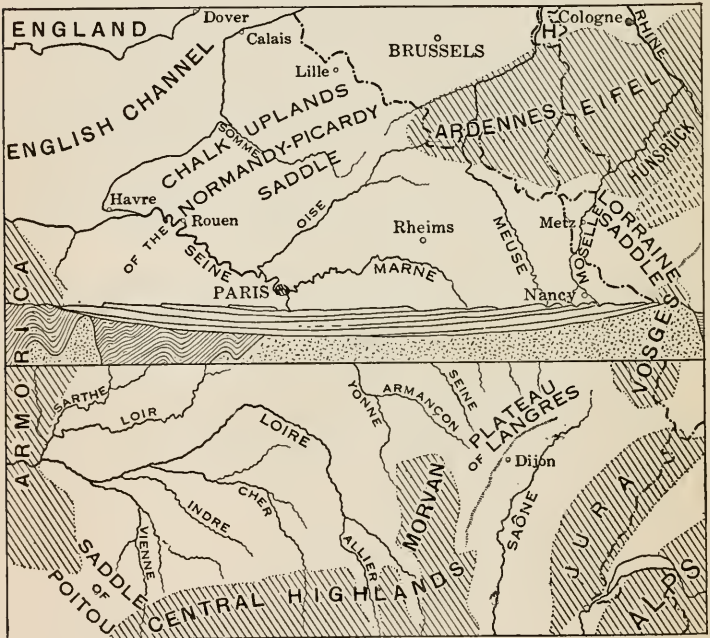 ENGLAND
Dover
Calais
H
Cologne
RHINE
ENGLISH CHANNEL
Lille
BRUSSELS
ARDENNES
EIFEL
HUNSRÜCK
SOMME
CHALK UPLANDS
OF THE NORMANDY-PICARDY
SADDLE
Havre
Rouen
SEINE
OISE
Rheims
MEUSE
Metz
MOSELLE
LORRAINE
SADDLE
PARIS
MARNE
Nancy
VOSGES
ARMORICA
SARTHE
LOIR
LOIRE
YONNE
ARMANÇON
SEINE
PLATEAU
OF LANGRES
Dijon
MORVAN
SAÔNE
JURA
ALPS
INDRE
CHER
ALLIER
VIENNE
SADDLE
OF
POITOU
CENTRAL HIGHLANDS